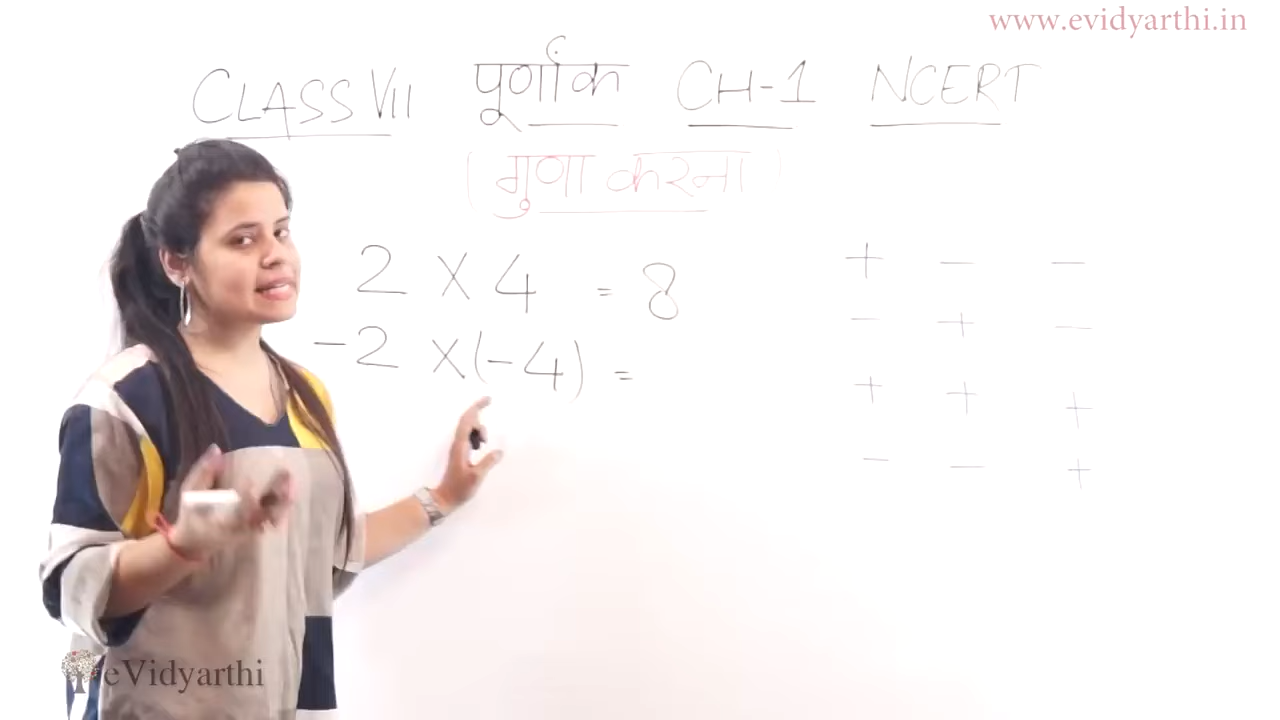 www.evidyarthi.in
CLASS VII पूर्णांक CH-1 NCERT
(गुणा करना)
2 X 4 = 8
-2 X (-4) =
+ - -
- + -
+ + +
- - +
eVidyarthi